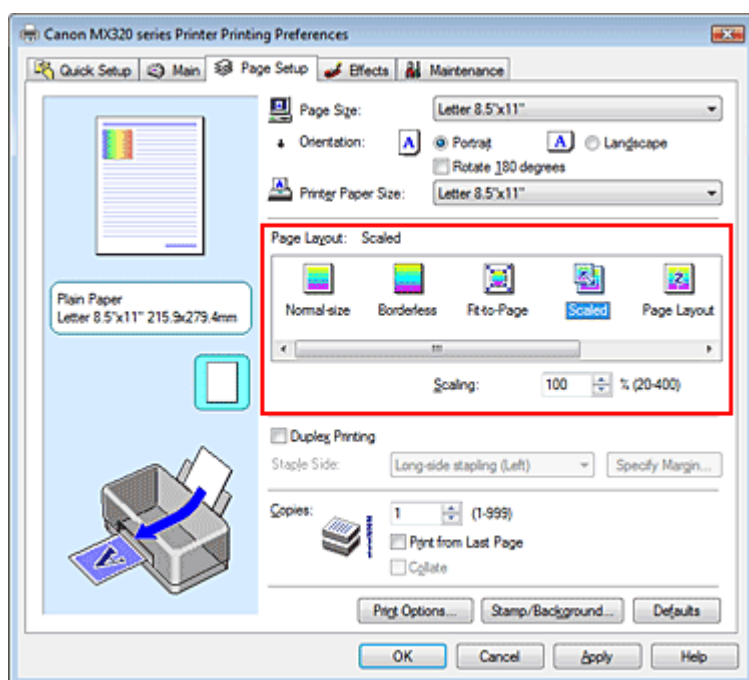 Canon MX320 series Printer Printing Preferences
Quick Setup Main Page Setup Effects Maintenance
Page Size: Letter 8.5"x11"
Orientation: A Portrait A Landscape
Rotate 180 degrees
Printer Paper Size: Letter 8.5"x11"
Page Layout: Scaled
Normal-size Borderless Fit-to-Page Scaled Page Layout
Plain Paper
Letter 8.5"x11" 215.9x279.4mm
Scaling: 100 % (20-400)
Duplex Printing
Staple Side: Long-side stapling (Left) Specify Margin...
Copies: 1 (1-999)
Print from Last Page
Collate
Print Options... Stamp/Background... Defaults
OK Cancel Apply Help